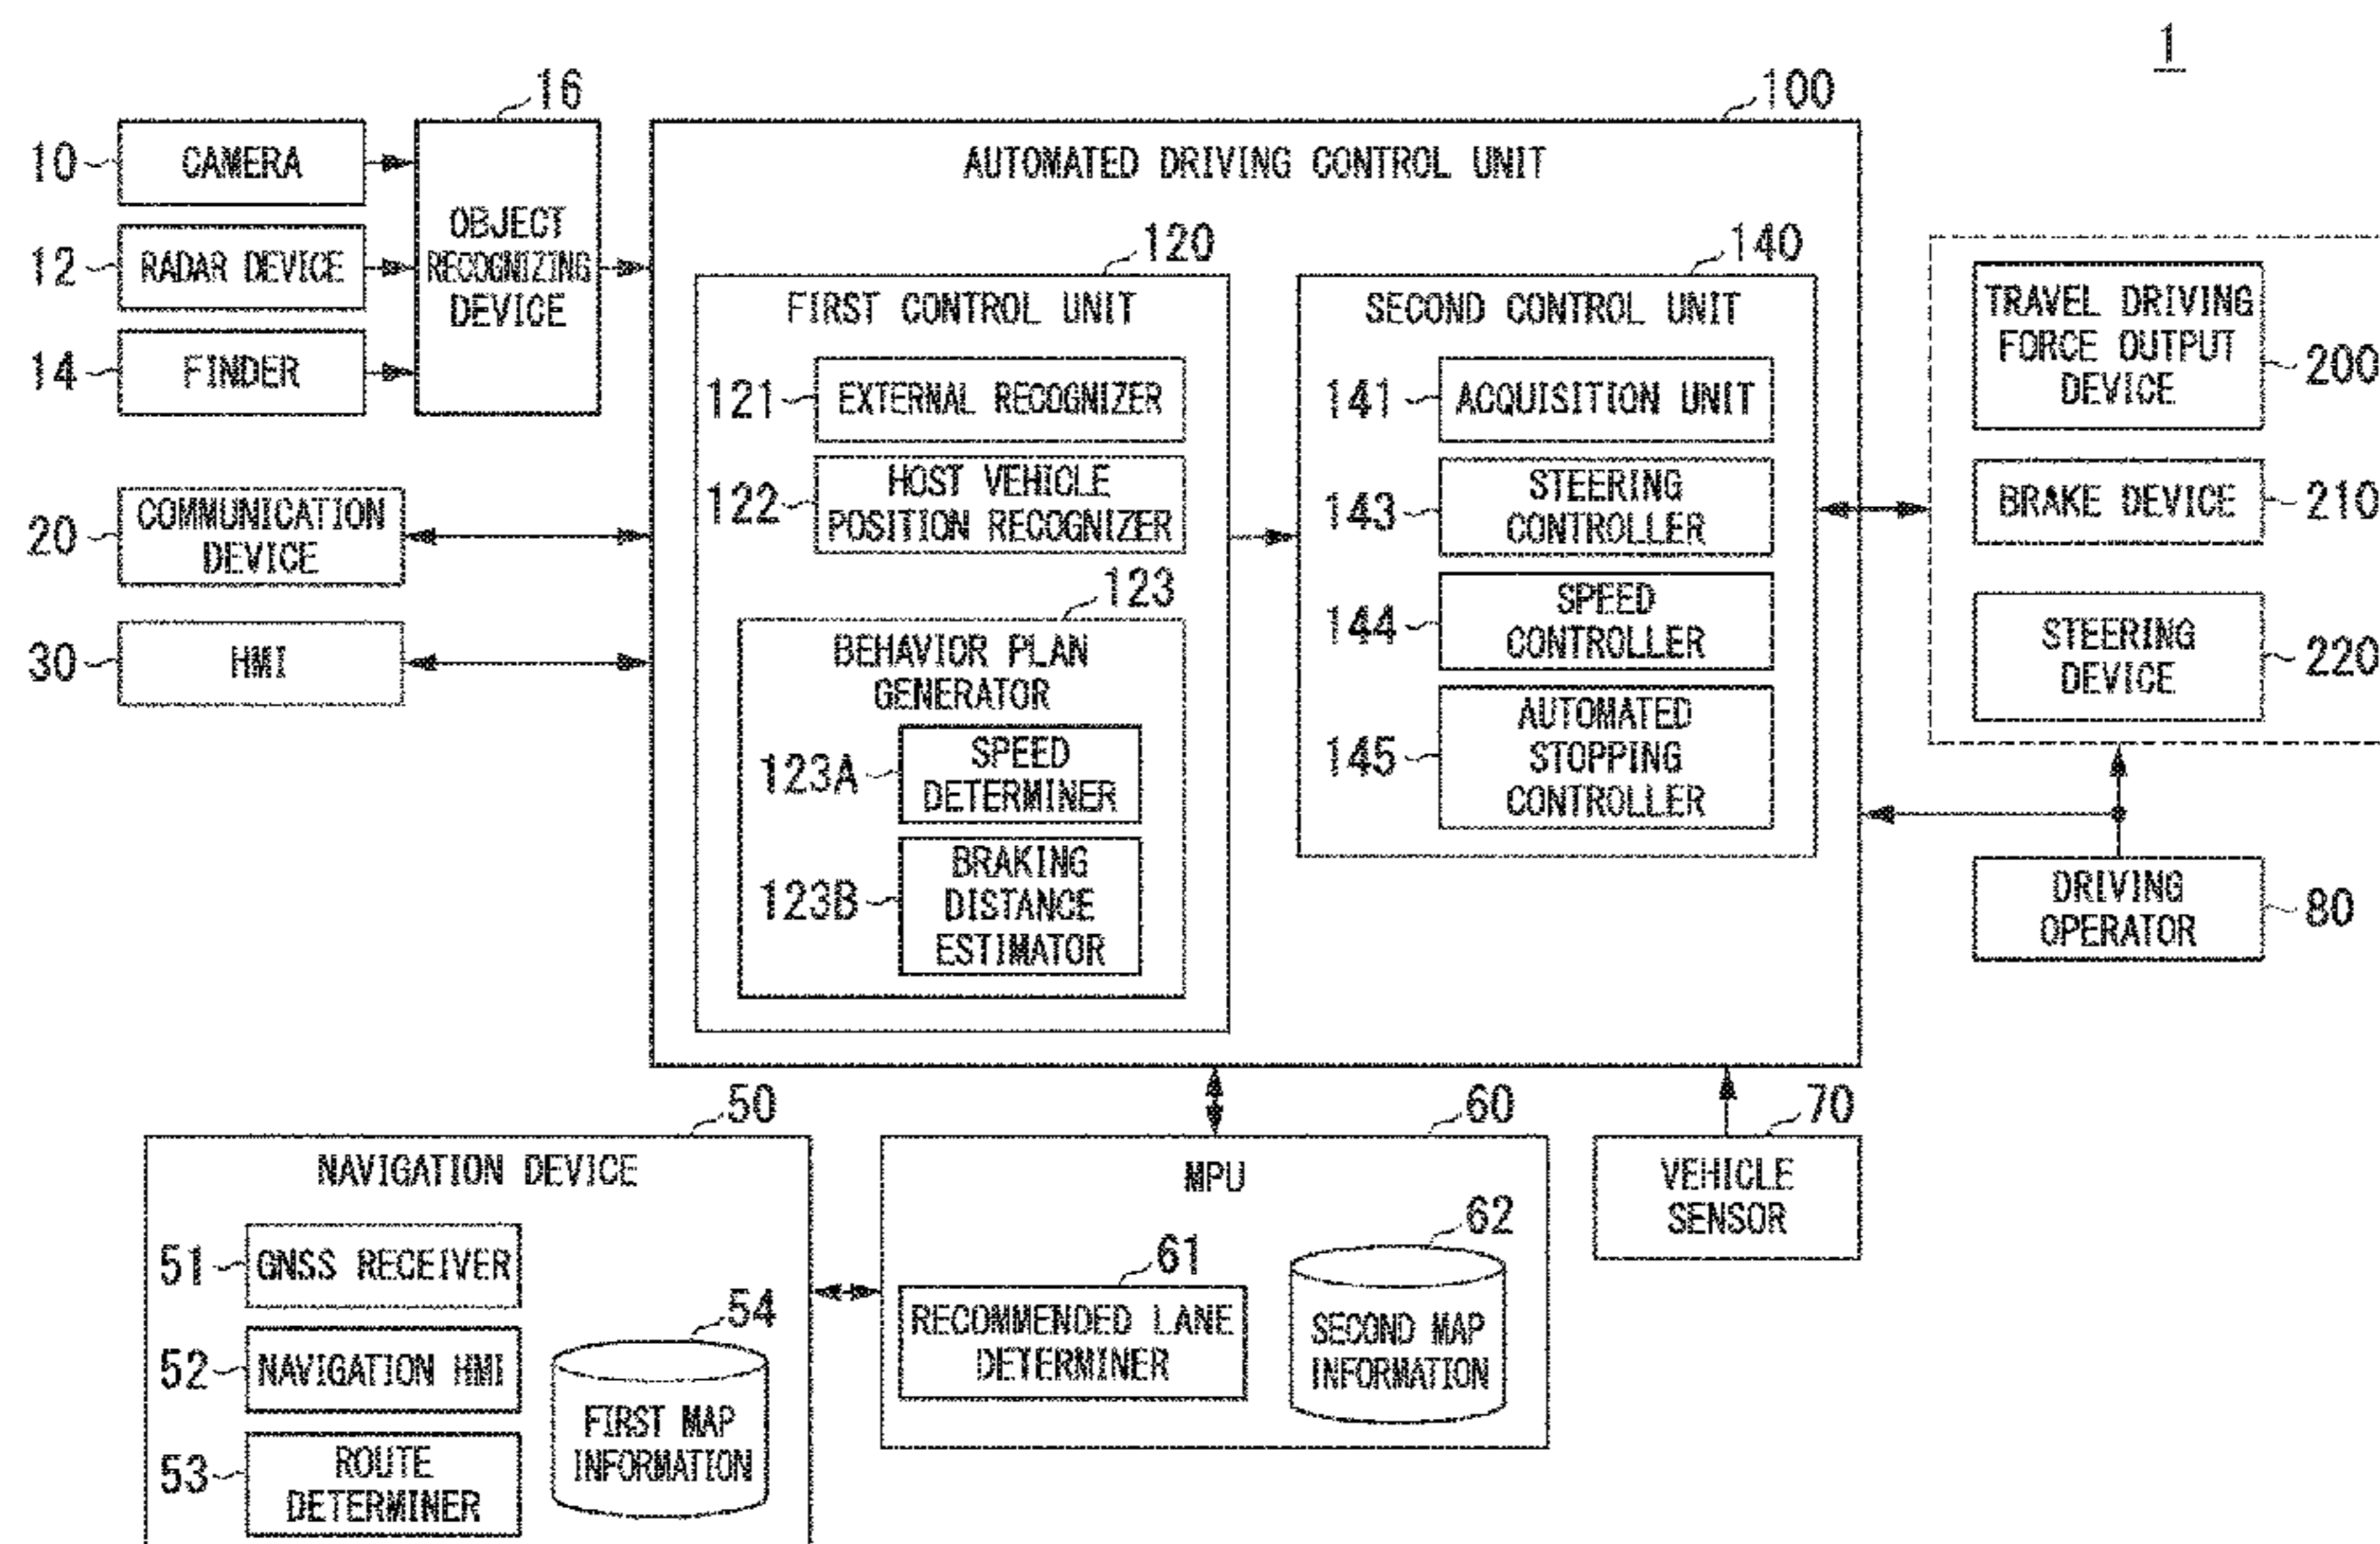 1
16
100
10
CAMERA
AUTOMATED DRIVING CONTROL UNIT
OBJECT
RECOGNIZING
DEVICE
12
RADAR DEVICE
14
FINDER
120
FIRST CONTROL UNIT
121
EXTERNAL RECOGNIZER
122
HOST VEHICLE
POSITION RECOGNIZER
123
BEHAVIOR PLAN
GENERATOR
123A
SPEED
DETERMINER
123B
BRAKING
DISTANCE
ESTIMATOR
140
SECOND CONTROL UNIT
141
ACQUISITION UNIT
143
STEERING
CONTROLLER
144
SPEED
CONTROLLER
145
AUTOMATED
STOPPING
CONTROLLER
TRAVEL DRIVING
FORCE OUTPUT
DEVICE
200
BRAKE DEVICE
210
STEERING
DEVICE
220
DRIVING
OPERATOR
80
20
COMMUNICATION
DEVICE
30
HMI
50
NAVIGATION DEVICE
51
GNSS RECEIVER
52
NAVIGATION HMI
53
ROUTE
DETERMINER
54
FIRST MAP
INFORMATION
60
MPU
61
RECOMMENDED LANE
DETERMINER
62
SECOND MAP
INFORMATION
70
VEHICLE
SENSOR